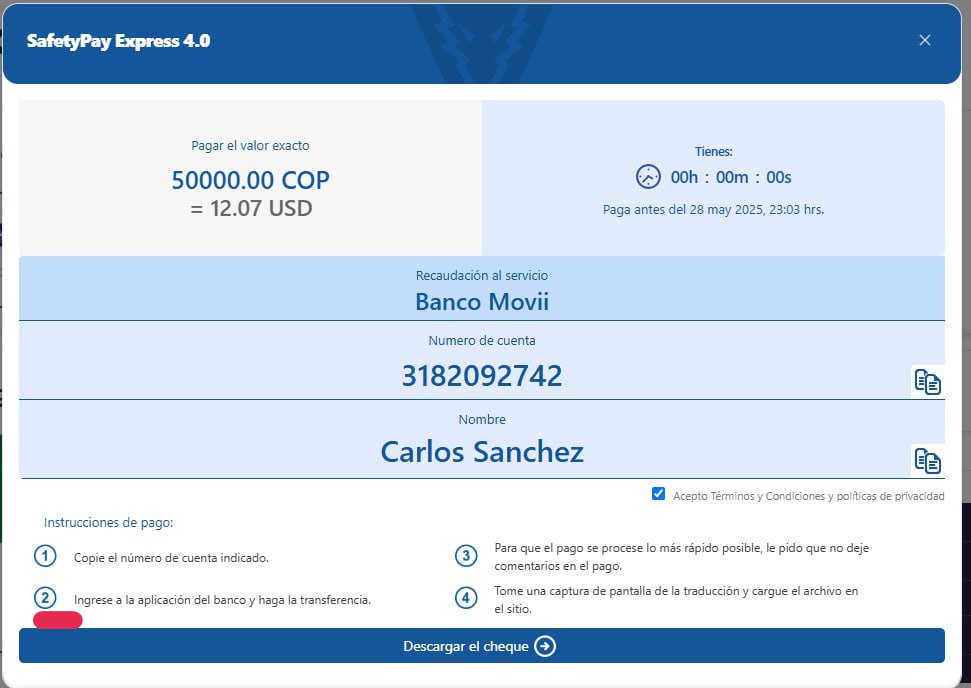 SafetyPay Express 4.0
Pagar el valor exacto
50000.00 COP
= 12.07 USD
Tienes:
00h : 00m : 00s
Paga antes del 28 may 2025, 23:03 hrs.
Recaudación al servicio
Banco Movii
Numero de cuenta
3182092742
Nombre
Carlos Sanchez
Acepto Términos y Condiciones y políticas de privacidad
Instrucciones de pago:
1 Copie el número de cuenta indicado.
2 Ingrese a la aplicación del banco y haga la transferencia.
3 Para que el pago se procese lo más rápido posible, le pido que no deje
comentarios en el pago.
4 Tome una captura de pantalla de la traducción y cargue el archivo en
el sitio.
Descargar el cheque